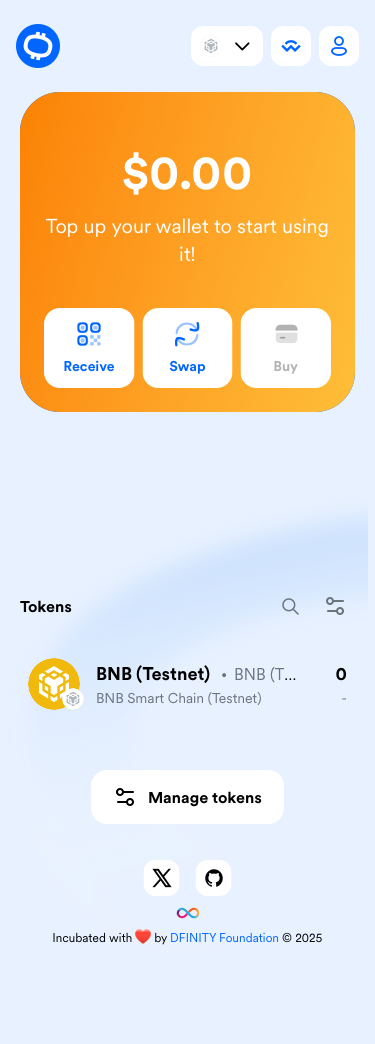 $0.00
Top up your wallet to start using
it!
Receive
Swap
Buy
Tokens
BNB (Testnet) • BNB (T... 0
BNB Smart Chain (Testnet) -
Manage tokens
Incubated with ❤️ by DFINITY Foundation © 2025